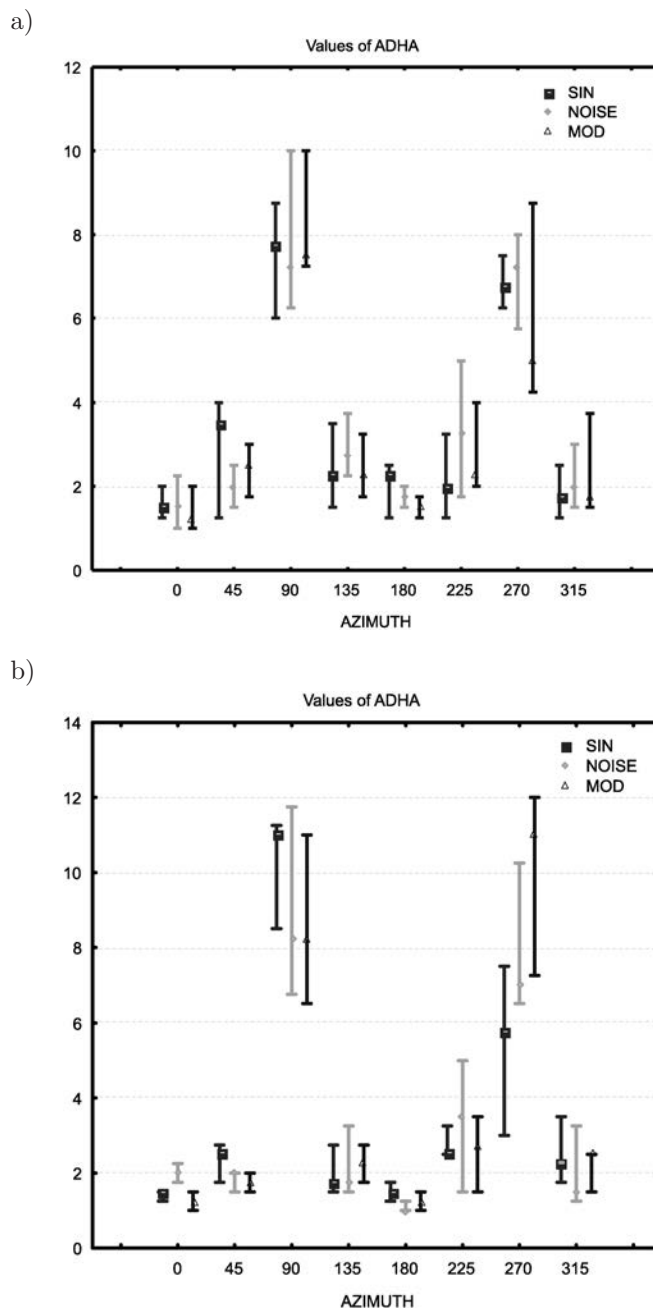 a)
Values of ADHA
12
SIN
NOISE
MOD
10
8
6
4
2
0
0 45 90 135 180 225 270 315
AZIMUTH
b)
Values of ADHA
14
SIN
NOISE
MOD
12
10
8
6
4
2
0
0 45 90 135 180 225 270 315
AZIMUTH